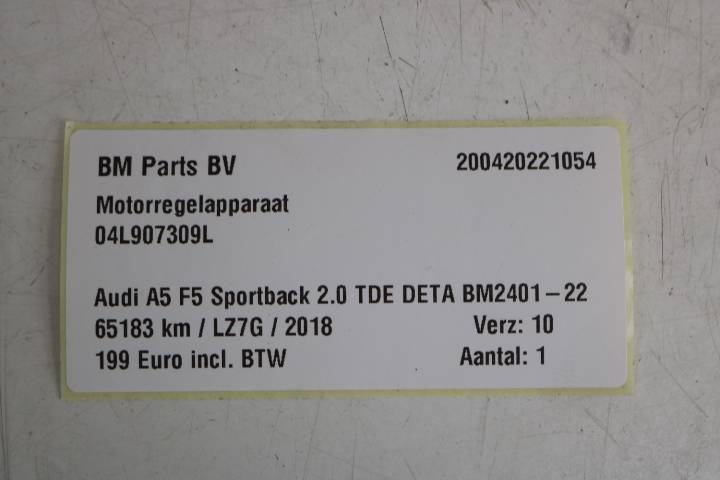 BM Parts BV 200420221054
Motorregelapparaat
04L907309L
Audi A5 F5 Sportback 2.0 TDE DETA BM2401-22
65183 km / LZ7G / 2018 Verz: 10
199 Euro incl. BTW Aantal: 1